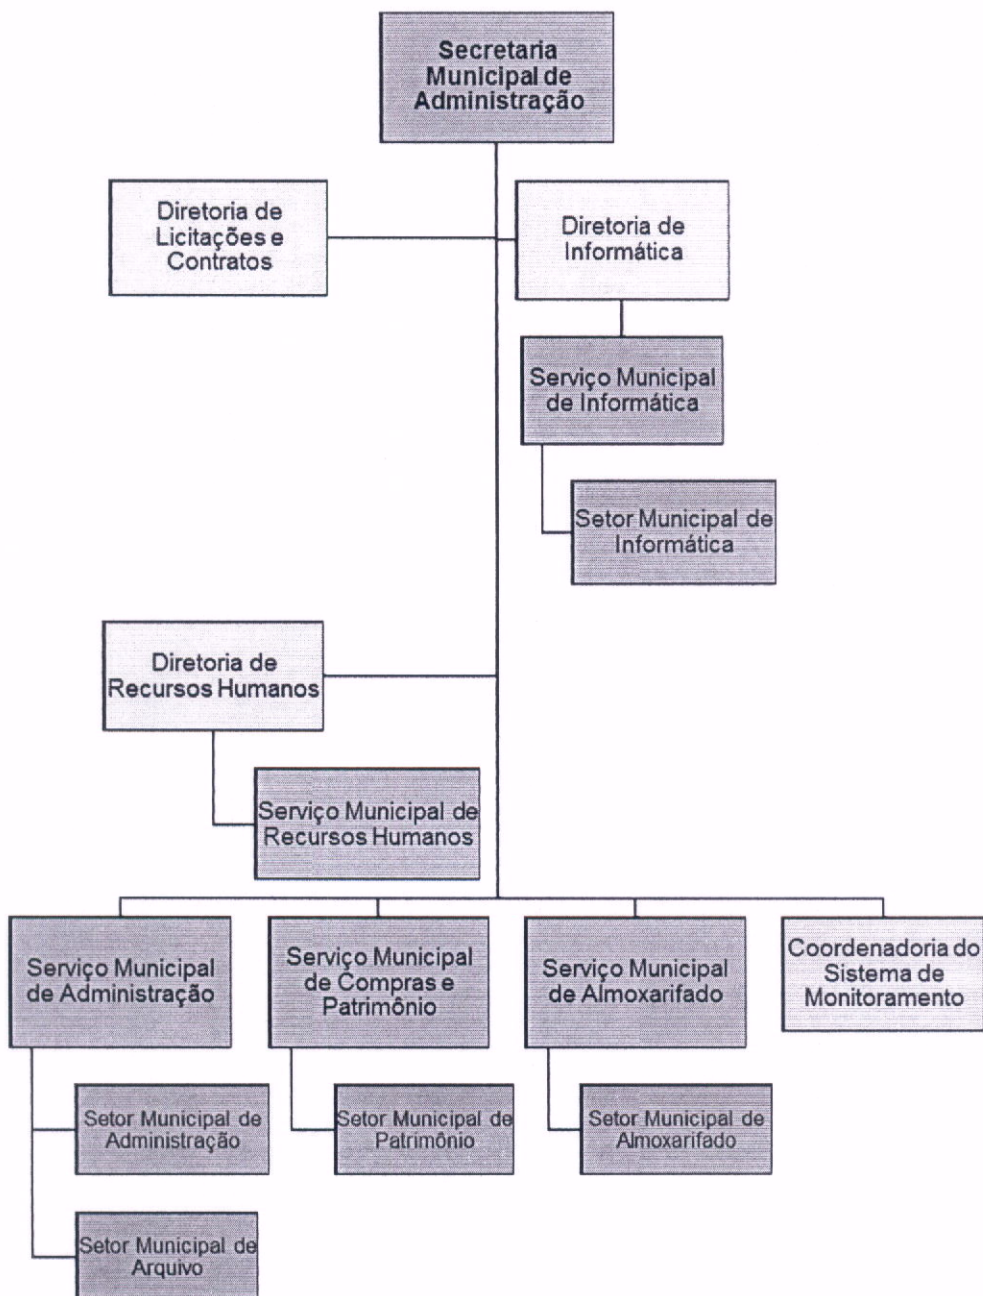 Secretaria
Municipal de
Administração
Diretoria de
Licitações e
Contratos
Diretoria de
Informática
Serviço Municipal
de Informática
Setor Municipal de
Informática
Diretoria de
Recursos Humanos
Serviço Municipal de
Recursos Humanos
Serviço Municipal
de Administração
Serviço Municipal
de Compras e
Patrimônio
Serviço Municipal
de Almoxarifado
Coordenadoria do
Sistema de
Monitoramento
Setor Municipal de
Administração
Setor Municipal de
Patrimônio
Setor Municipal de
Almoxarifado
Setor Municipal de
Arquivo